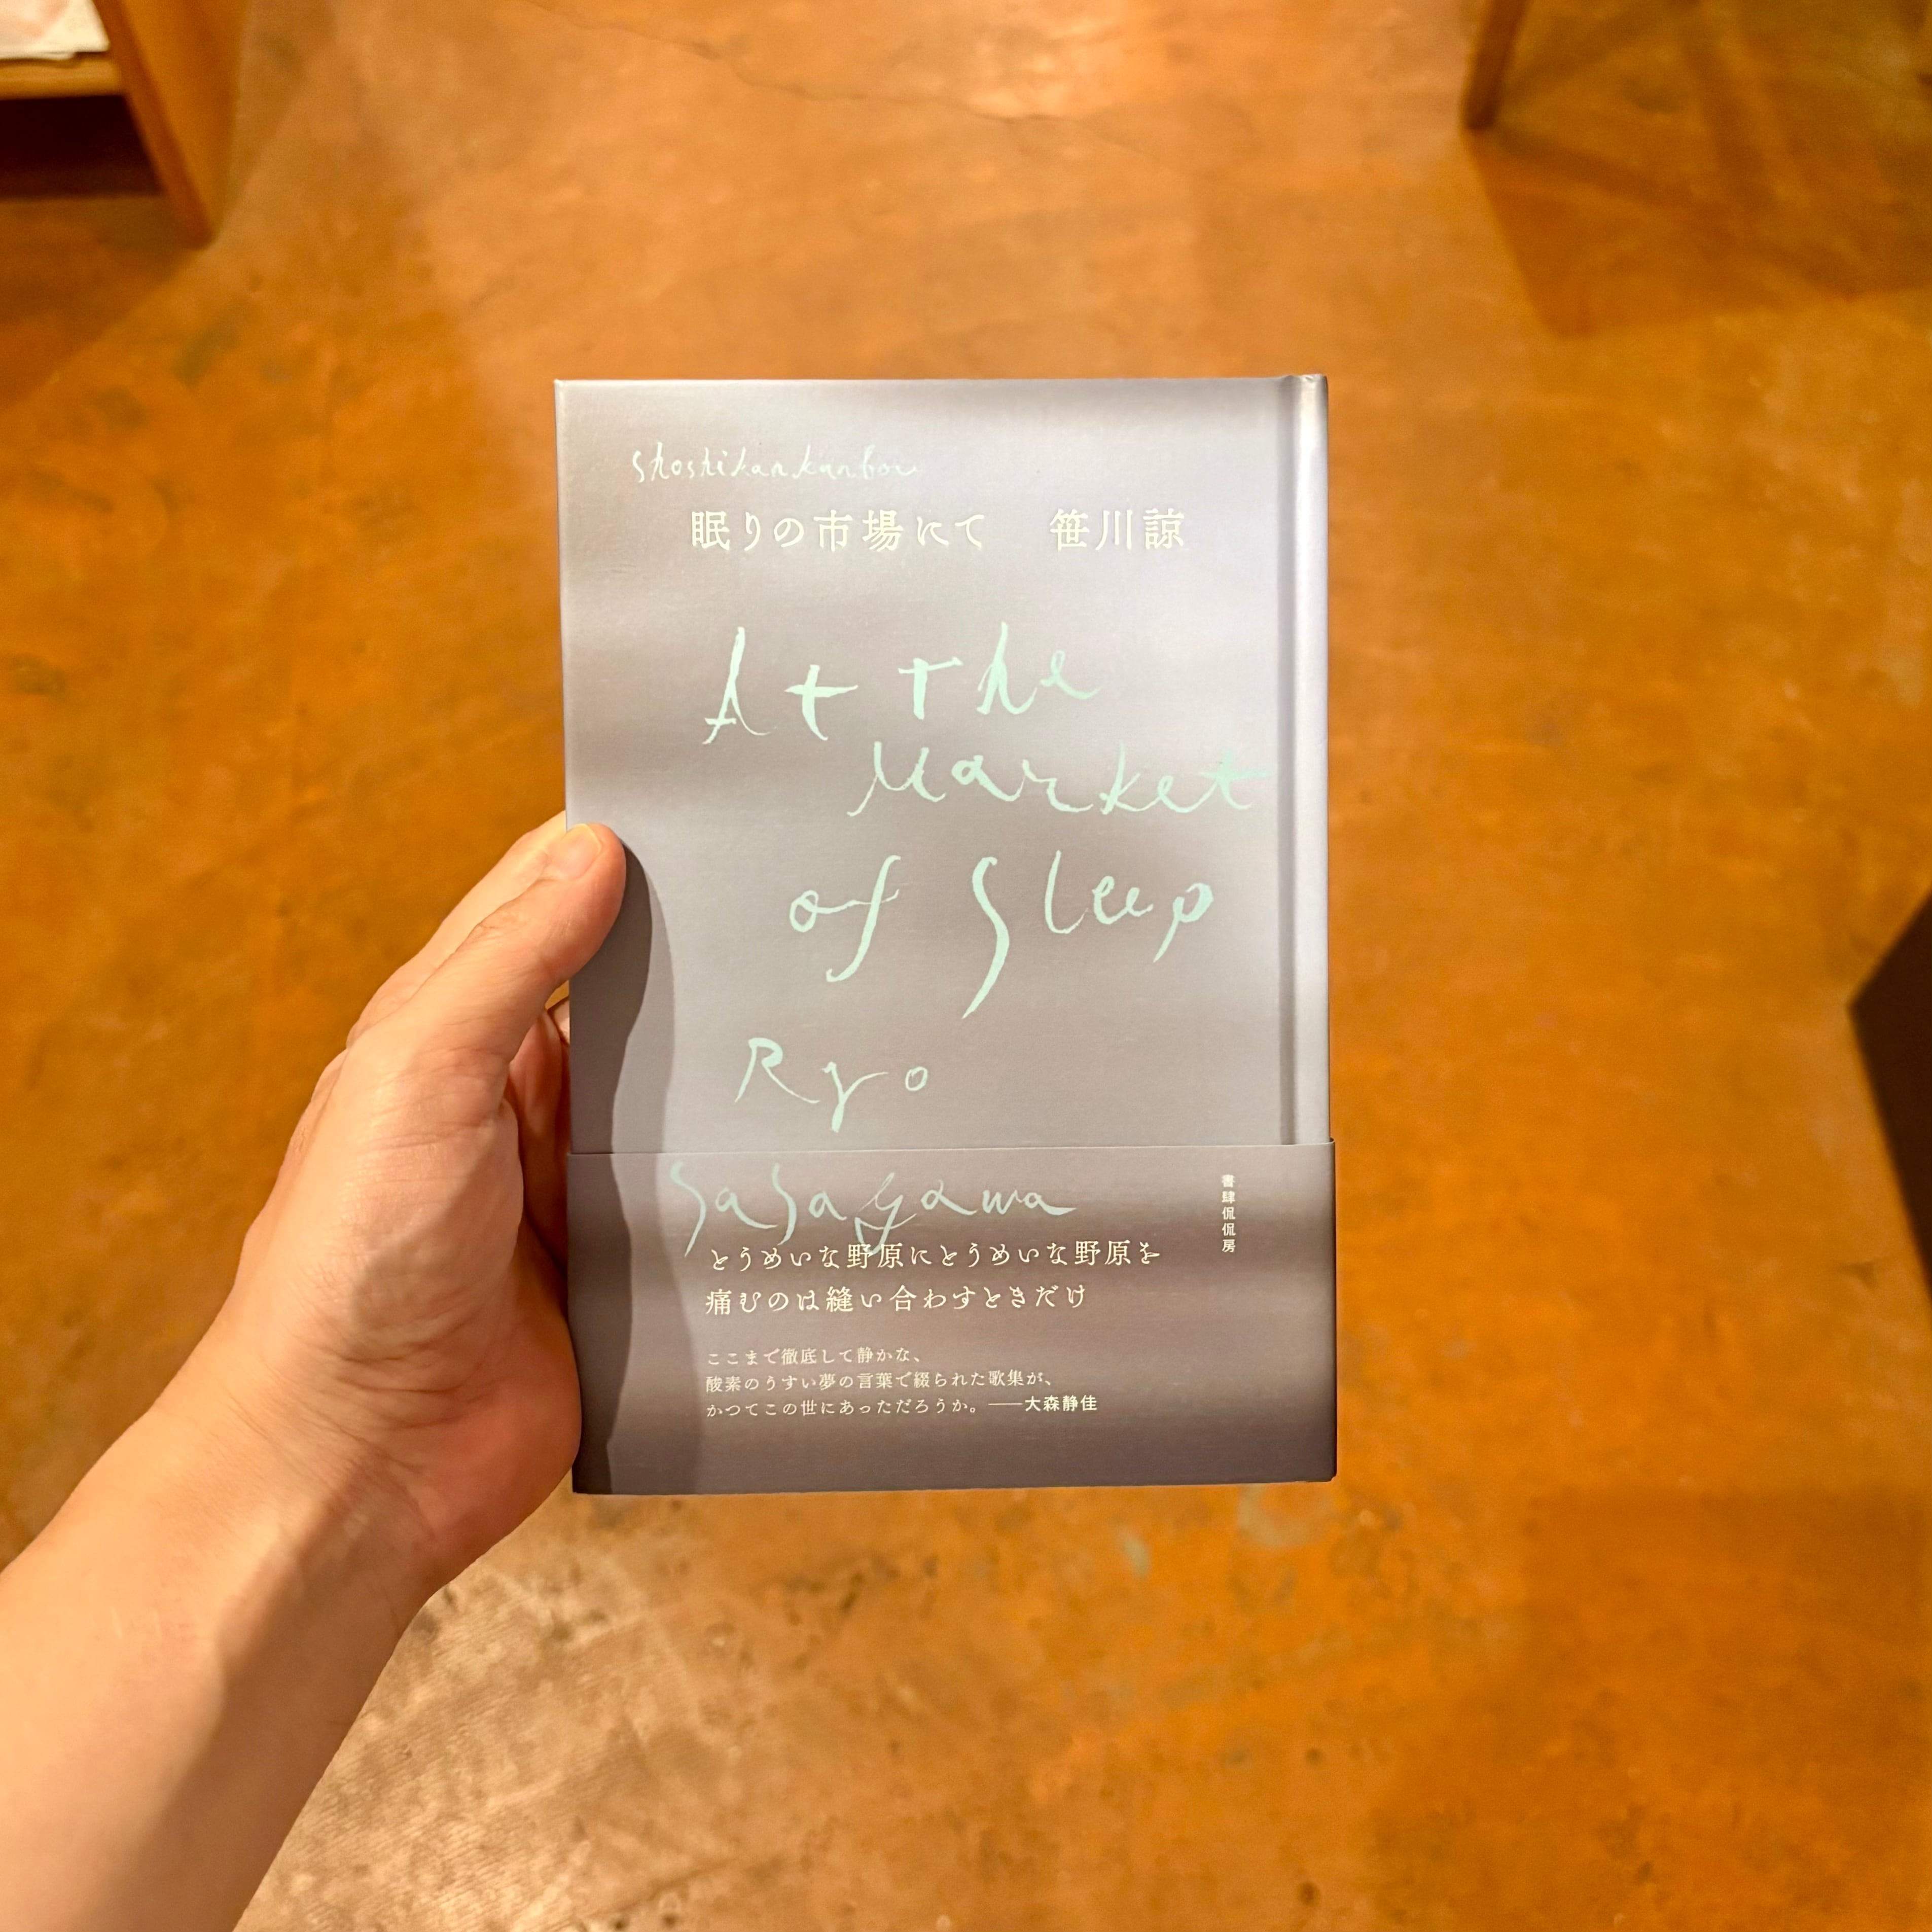 shoshikankanbou
眠りの市場にて 笹川諒
At the
Market
of Sleep
Ryo
Sasagawa
書肆侃侃房
とうめいな野原にとうめいな野原を
痛むのは縫い合わすときだけ
ここまで徹底して静かな、
酸素のうすい夢の言葉で綴られた歌集が、
かつてこの世にあっただろうか。──大森静佳